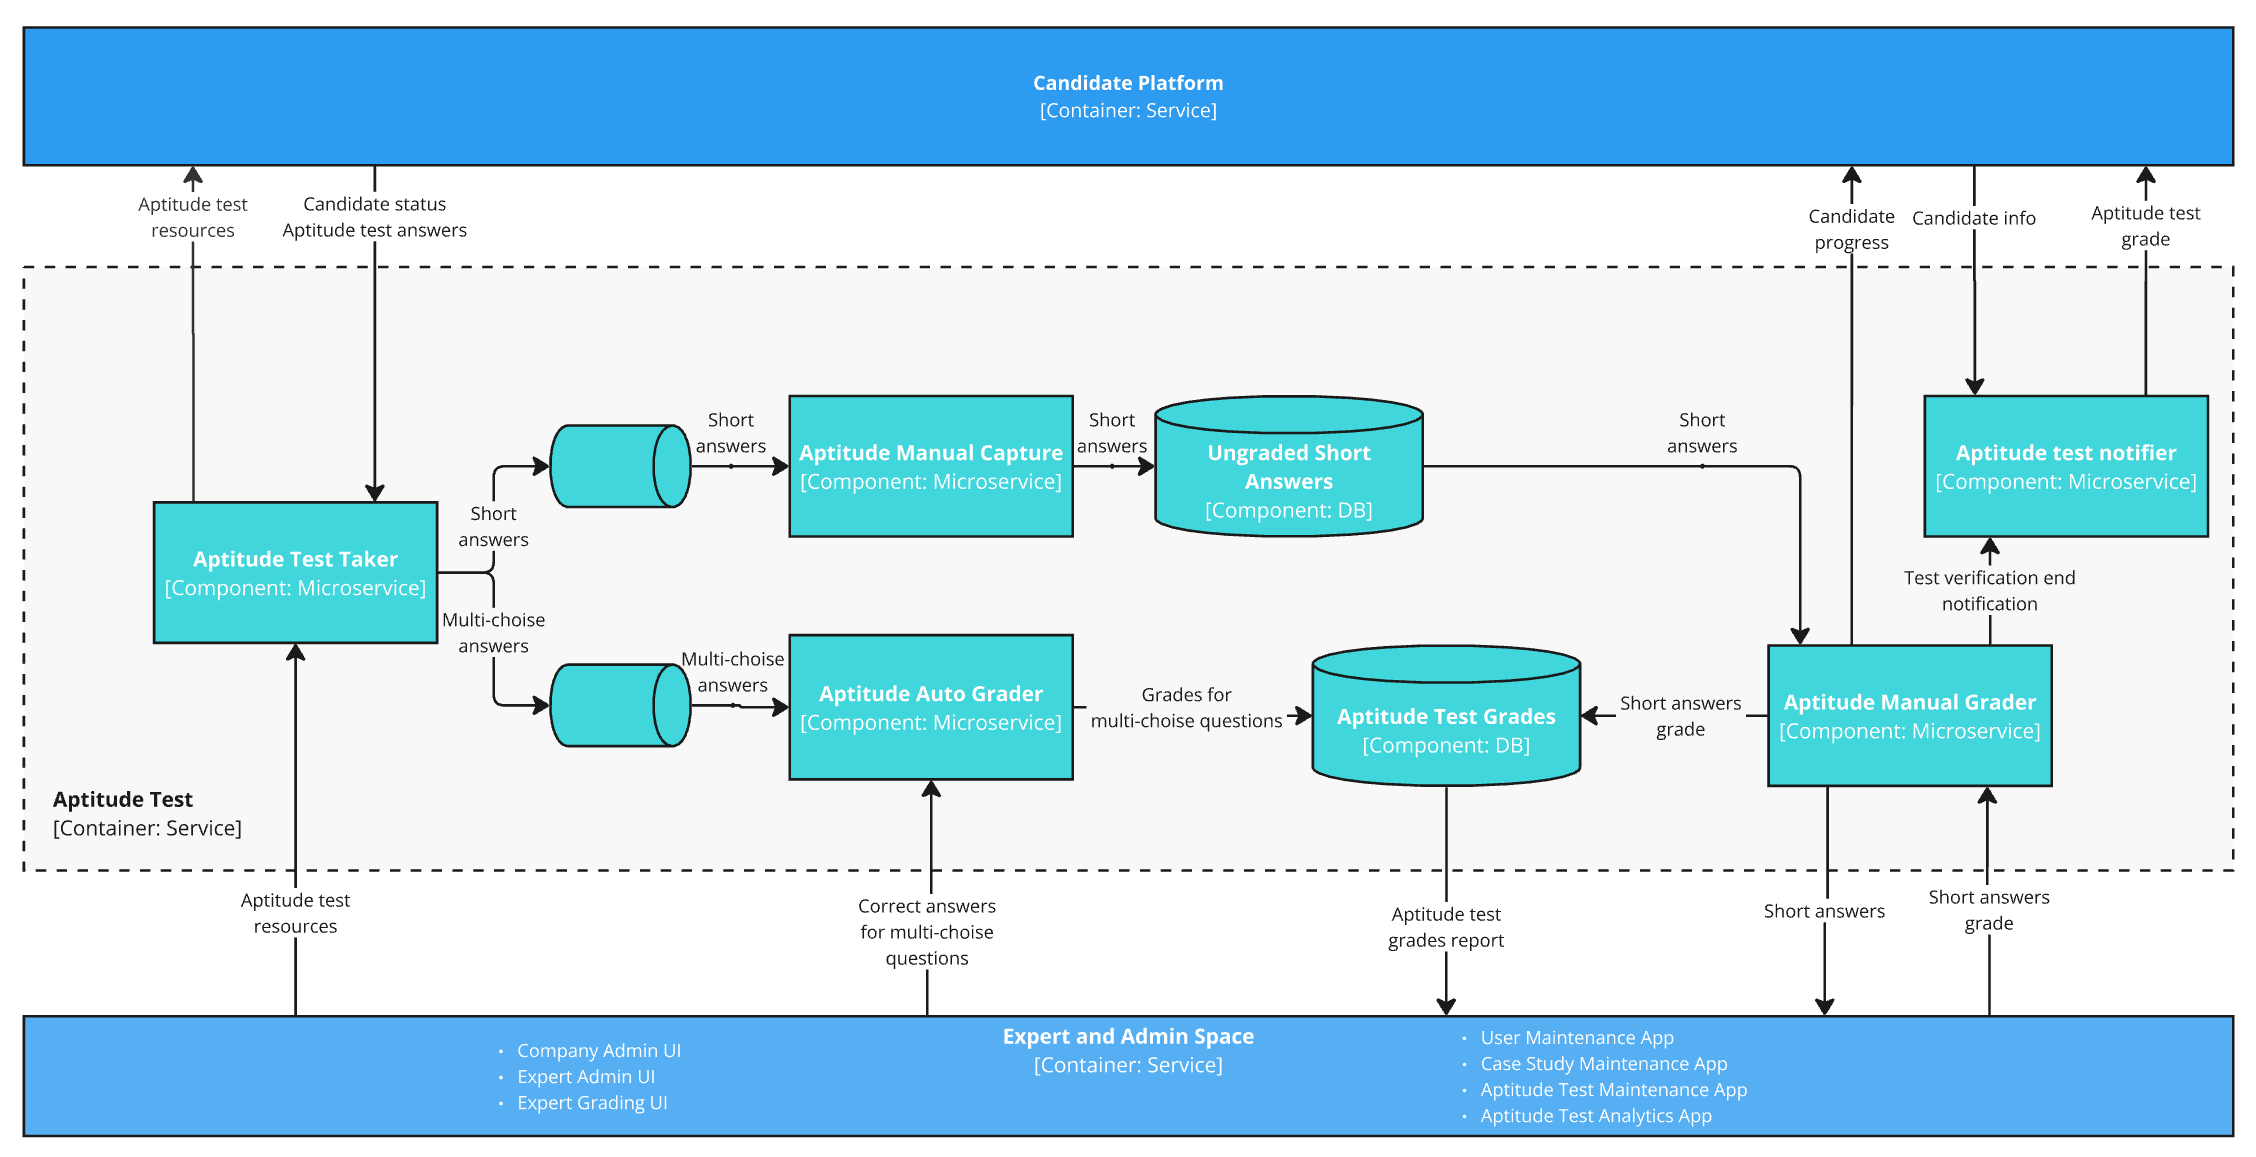 Candidate Platform
[Container: Service]
Aptitude test
resources
Candidate status
Aptitude test answers
Candidate
progress
Candidate info
Aptitude test
grade
Short
answers
Aptitude Manual Capture
[Component: Microservice]
Short
answers
Ungraded Short
Answers
[Component: DB]
Short
answers
Aptitude test notifier
[Component: Microservice]
Aptitude Test Taker
[Component: Microservice]
Short
answers
Multi-choise
answers
Test verification end
notification
Multi-choise
answers
Aptitude Auto Grader
[Component: Microservice]
Grades for
multi-choise questions
Aptitude Test Grades
[Component: DB]
Short answers
grade
Aptitude Manual Grader
[Component: Microservice]
Aptitude Test
[Container: Service]
Aptitude test
resources
Correct answers
for multi-choise
questions
Aptitude test
grades report
Short answers
Short answers
grade
Expert and Admin Space
[Container: Service]
• Company Admin UI
• Expert Admin UI
• Expert Grading UI
• User Maintenance App
• Case Study Maintenance App
• Aptitude Test Maintenance App
• Aptitude Test Analytics App